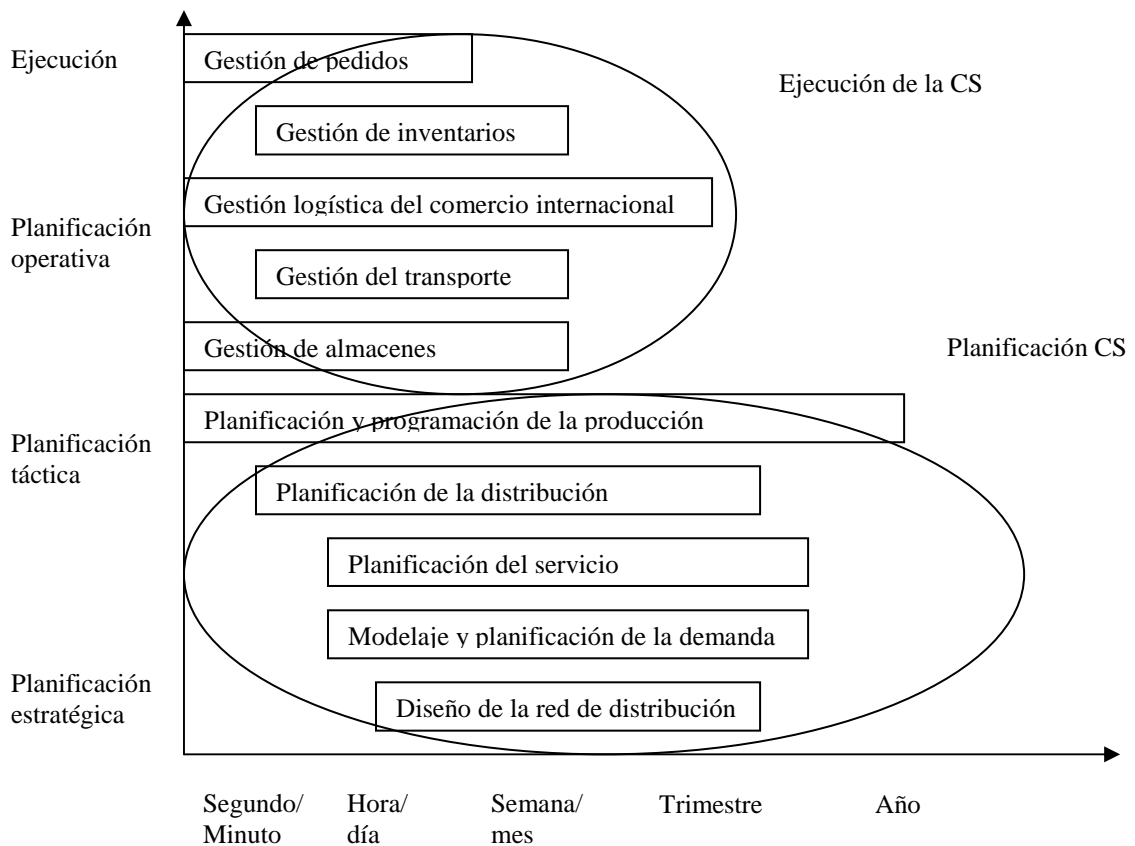 Ejecución
Gestión de pedidos
Ejecución de la CS
Gestión de inventarios
Gestión logística del comercio internacional
Planificación
operativa
Gestión del transporte
Gestión de almacenes
Planificación CS
Planificación y programación de la producción
Planificación
táctica
Planificación de la distribución
Planificación del servicio
Modelaje y planificación de la demanda
Planificación
estratégica
Diseño de la red de distribución
Segundo/
Minuto
Hora/
día
Semana/
mes
Trimestre
Año